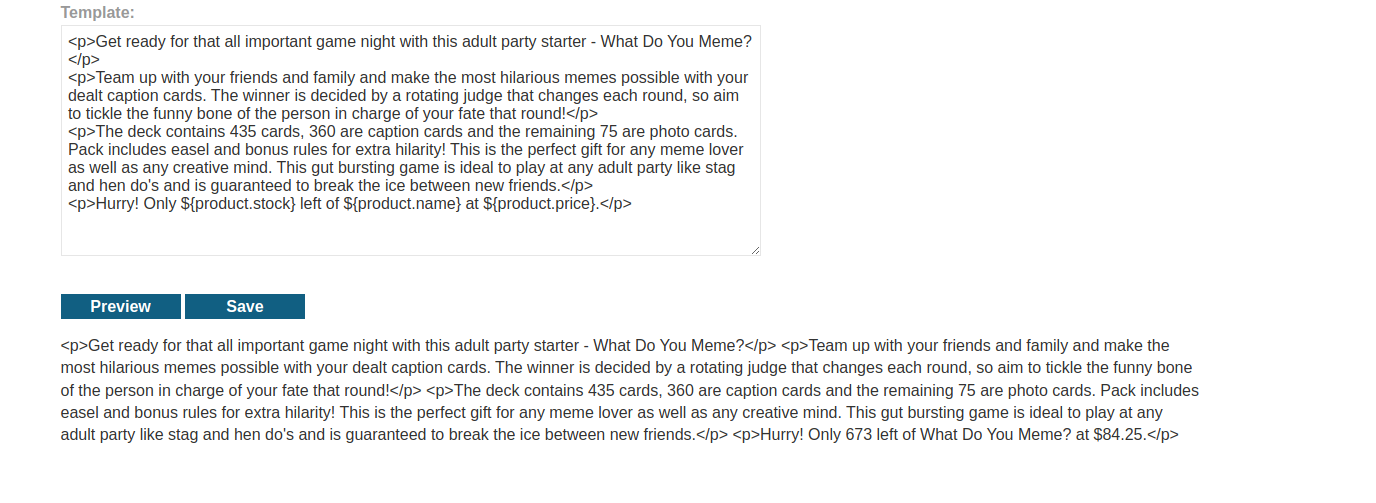 Template:
<p>Get ready for that all important game night with this adult party starter - What Do You Meme?
</p>
<p>Team up with your friends and family and make the most hilarious memes possible with your
dealt caption cards. The winner is decided by a rotating judge that changes each round, so aim
to tickle the funny bone of the person in charge of your fate that round!</p>
<p>The deck contains 435 cards, 360 are caption cards and the remaining 75 are photo cards.
Pack includes easel and bonus rules for extra hilarity! This is the perfect gift for any meme lover
as well as any creative mind. This gut bursting game is ideal to play at any adult party like stag
and hen do's and is guaranteed to break the ice between new friends.</p>
<p>Hurry! Only ${product.stock} left of ${product.name} at ${product.price}.</p>
Preview Save
<p>Get ready for that all important game night with this adult party starter - What Do You Meme?</p> <p>Team up with your friends and family and make the
most hilarious memes possible with your dealt caption cards. The winner is decided by a rotating judge that changes each round, so aim to tickle the funny bone
of the person in charge of your fate that round!</p> <p>The deck contains 435 cards, 360 are caption cards and the remaining 75 are photo cards. Pack includes
easel and bonus rules for extra hilarity! This is the perfect gift for any meme lover as well as any creative mind. This gut bursting game is ideal to play at any
adult party like stag and hen do's and is guaranteed to break the ice between new friends.</p> <p>Hurry! Only 673 left of What Do You Meme? at $84.25.</p>